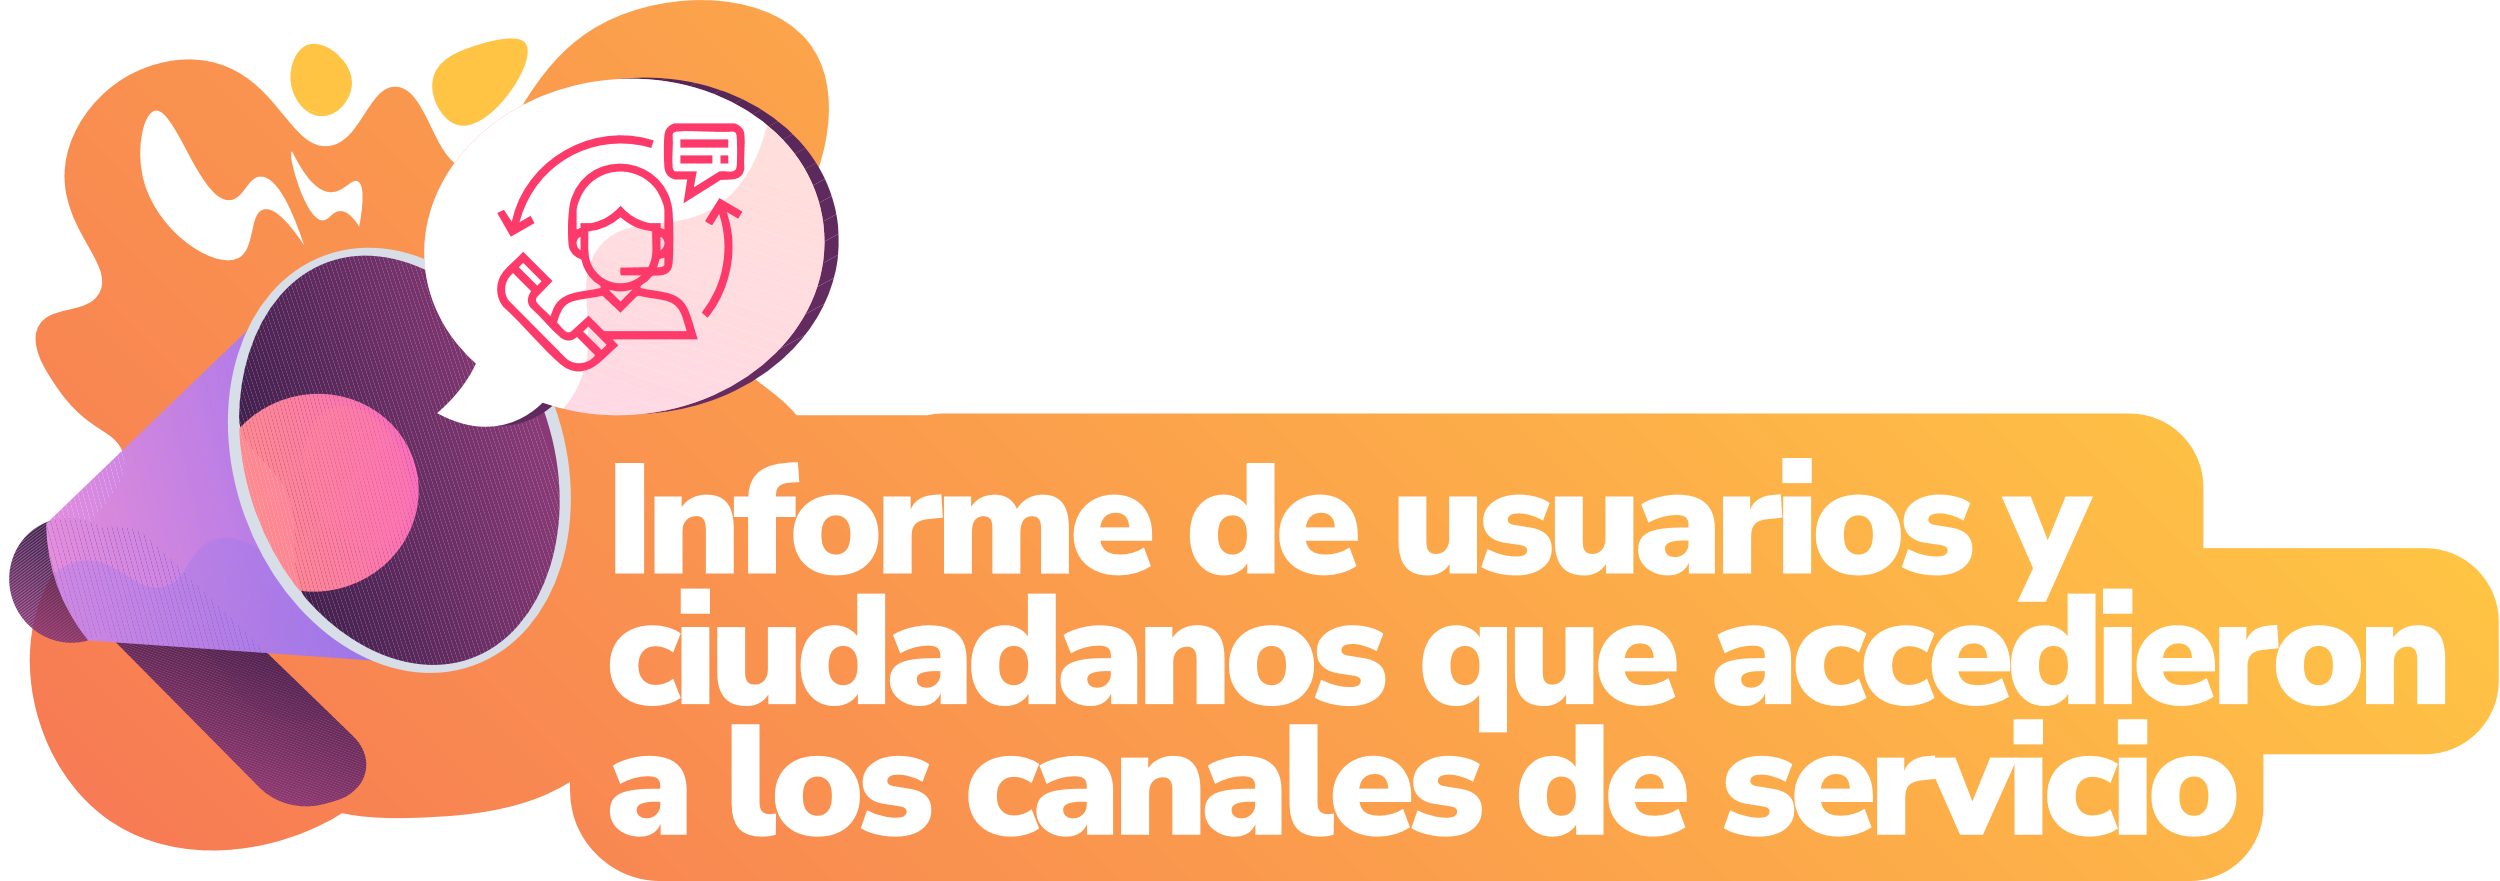 Informe de usuarios y
ciudadanos que accedieron
a los canales de servicio